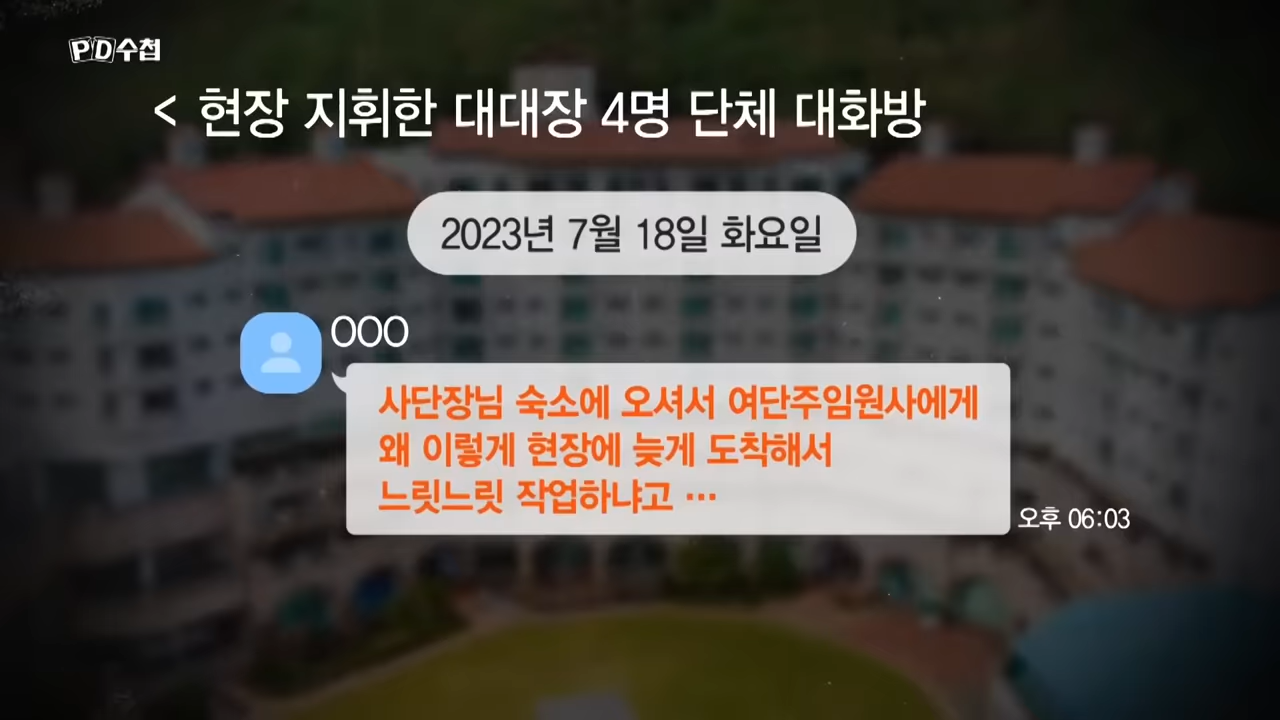 PD수첩
< 현장 지휘한 대대장 4명 단체 대화방
2023년 7월 18일 화요일
OOO
사단장님 숙소에 오셔서 여단주임원사에게
왜 이렇게 현장에 늦게 도착해서
느릿느릿 작업하냐고 …
오후 06:03